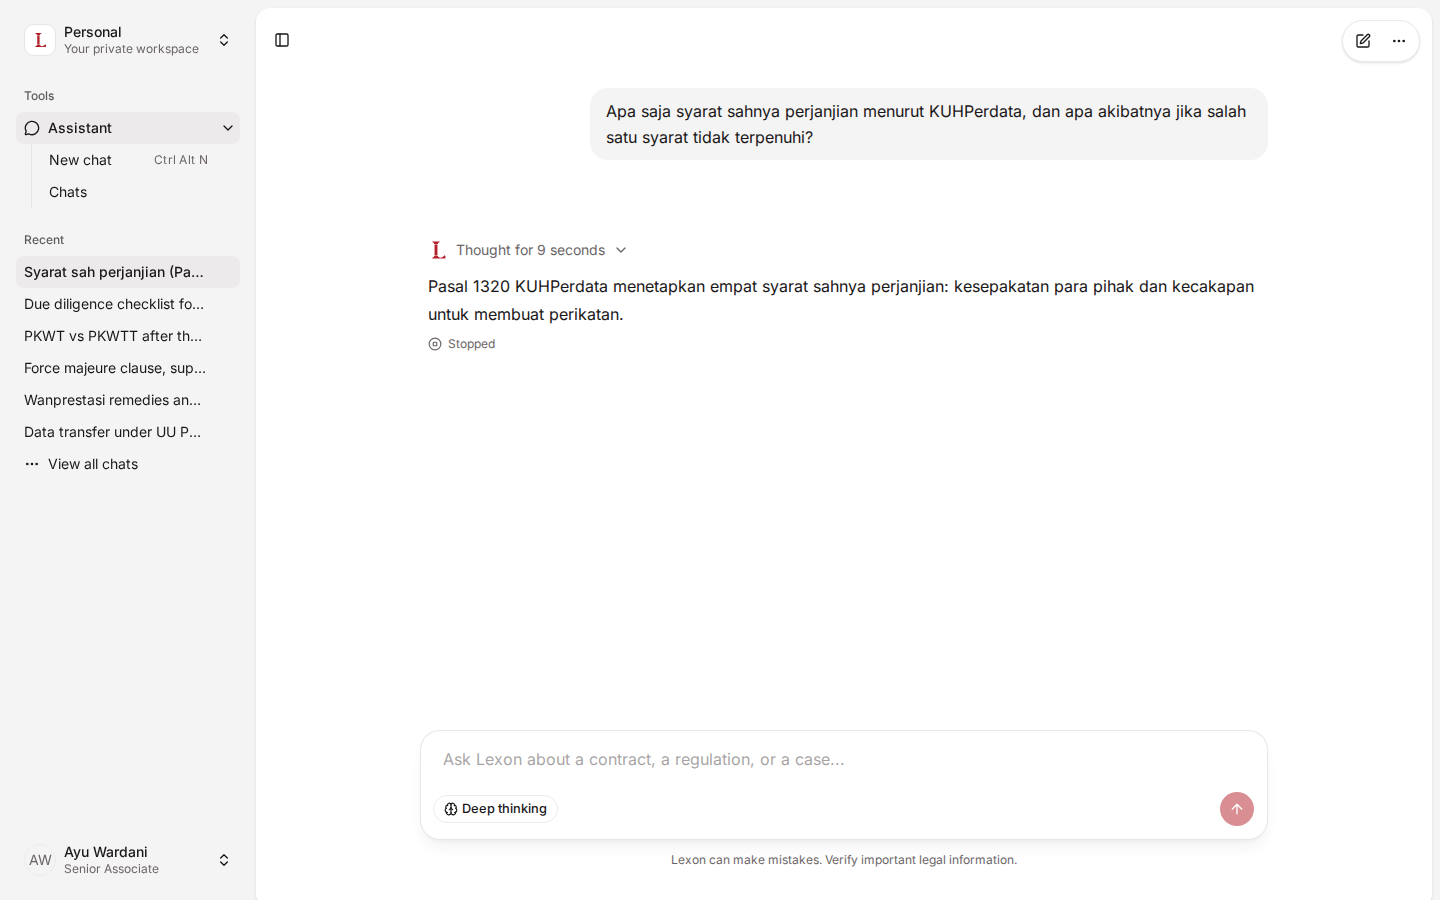 L
Personal
Your private workspace
Tools
Assistant
New chat
Ctrl Alt N
Chats
Recent
Syarat sah perjanjian (Pa...
Due diligence checklist fo...
PKWT vs PKWTT after th...
Force majeure clause, sup...
Wanprestasi remedies an...
Data transfer under UU P...
View all chats
AW
Ayu Wardani
Senior Associate
Apa saja syarat sahnya perjanjian menurut KUHPerdata, dan apa akibatnya jika salah
satu syarat tidak terpenuhi?
L
Thought for 9 seconds
Pasal 1320 KUHPerdata menetapkan empat syarat sahnya perjanjian: kesepakatan para pihak dan kecakapan
untuk membuat perikatan.
Stopped
Ask Lexon about a contract, a regulation, or a case...
Deep thinking
Lexon can make mistakes. Verify important legal information.